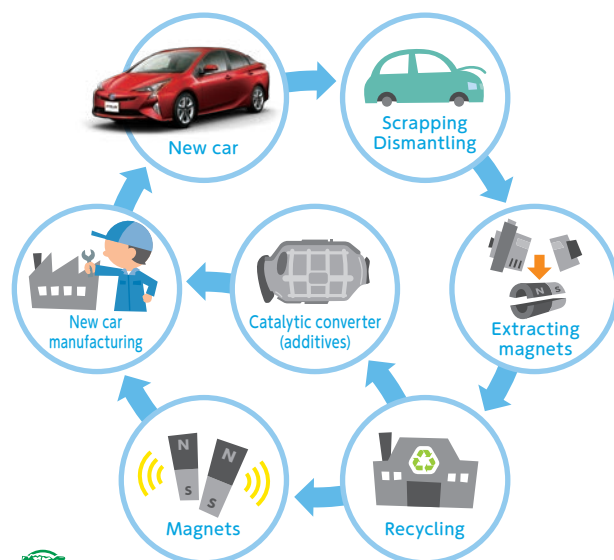 New car
Scrapping
Dismantling
N S
Extracting
magnets
Catalytic converter
(additives)
New car
manufacturing
N
S
N
S
Magnets
Recycling